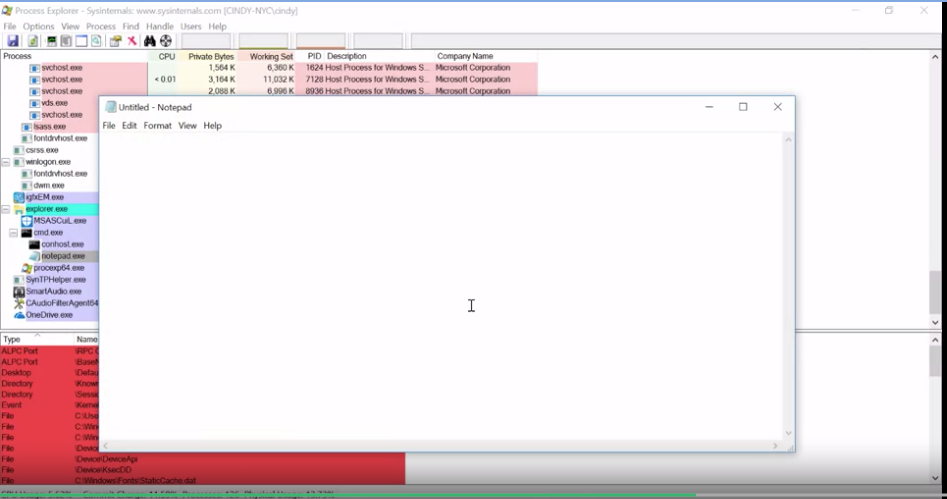 Process Explorer - Sysinternals: www.sysinternals.com [CINDY-NYC\cindy]
File Options View Process Find Handle Users Help
Process CPU Private Bytes Working Set PID Description Company Name
svchost.exe 1,564 K 6,360 K 1624 Host Process for Windows S... Microsoft Corporation
svchost.exe < 0.01 3,164 K 11,032 K 7128 Host Process for Windows S... Microsoft Corporation
svchost.exe 2,088 K 6,996 K 8936 Host Process for Windows S... Microsoft Corporation
vds.exe
svchost.exe
lsass.exe
fontdrvhost.exe
csrss.exe
winlogon.exe
fontdrvhost.exe
dwm.exe
igfxEM.exe
explorer.exe
MSASCuiL.exe
cmd.exe
conhost.exe
notepad.exe
procexp64.exe
SynTPHelper.exe
SmartAudio.exe
CAudioFilterAgent64
OneDrive.exe
Untitled - Notepad
File Edit Format View Help
Type Name
ALPC Port \RPC C
ALPC Port \BaseN
Desktop \Defau
Directory \Known
Directory \Sessi
Event \Kernel
File C:\Use
File C:\Win
File C:\Win
File \Device
File \Device\DeviceApi
File \Device\KsecDD
File C:\Windows\Fonts\StaticCache.dat